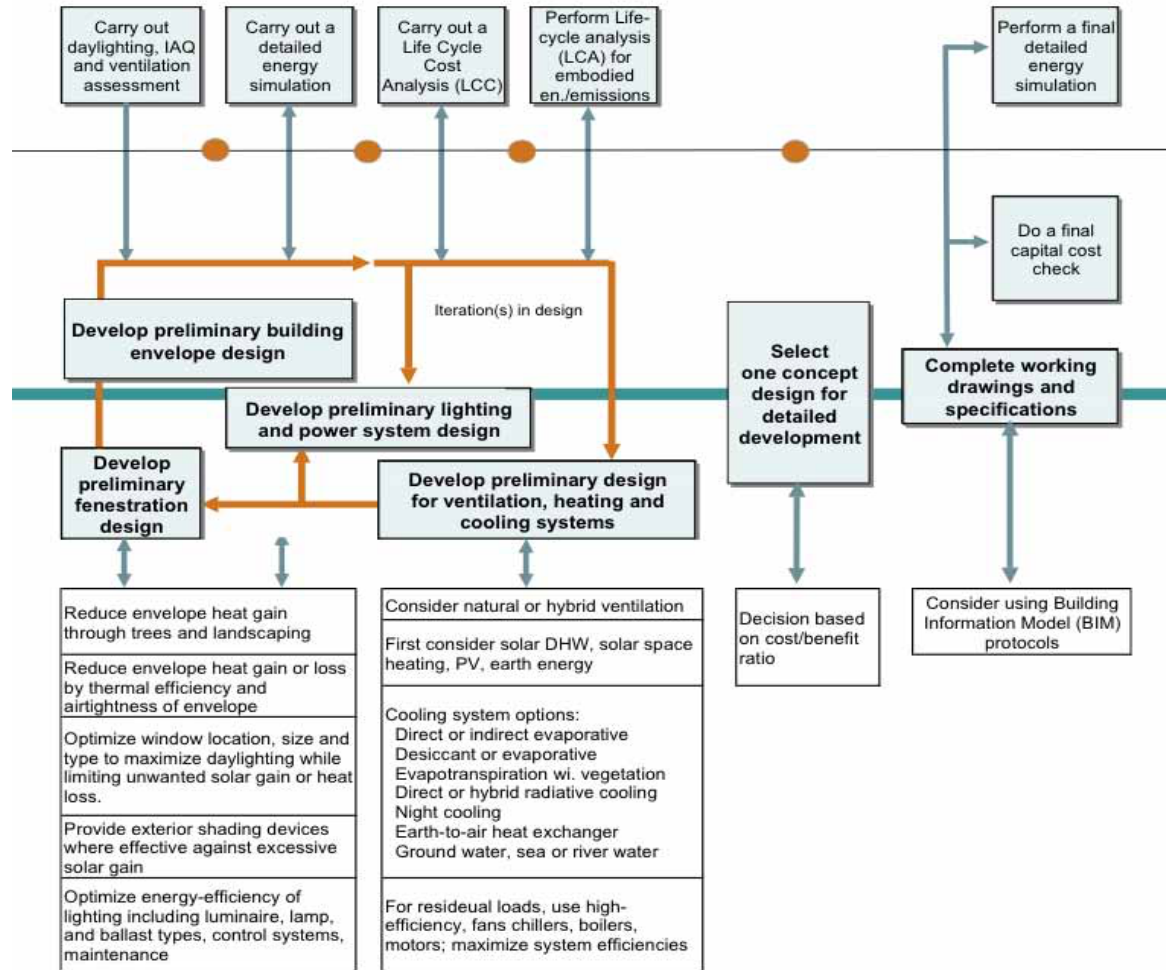 Carry out
daylighting, IAQ
and ventilation
assessment
Carry out a
detailed
energy
simulation
Carry out a
Life Cycle
Cost
Analysis (LCC)
Perform Life-
cycle analysis
(LCA) for
embodied
en./emissions
Perform a final
detailed
energy
simulation
Do a final
capital cost
check
Iteration(s) in design
Develop preliminary building
envelope design
Develop preliminary lighting
and power system design
Develop
preliminary
fenestration
design
Develop preliminary design
for ventilation, heating and
cooling systems
Select
one concept
design for
detailed
development
Complete working
drawings and
specifications
Reduce envelope heat gain
through trees and landscaping
Reduce envelope heat gain or loss
by thermal efficiency and
airtightness of envelope
Optimize window location, size and
type to maximize daylighting while
limiting unwanted solar gain or heat
loss.
Provide exterior shading devices
where effective against excessive
solar gain
Optimize energy-efficiency of
lighting including luminaire, lamp,
and ballast types, control systems,
maintenance
Consider natural or hybrid ventilation
First consider solar DHW, solar space
heating, PV, earth energy
Cooling system options:
Direct or indirect evaporative
Desiccant or evaporative
Evapotranspiration wi. vegetation
Direct or hybrid radiative cooling
Night cooling
Earth-to-air heat exchanger
Ground water, sea or river water
For resideual loads, use high-
efficiency, fans chillers, boilers,
motors; maximize system efficiencies
Decision based
on cost/benefit
ratio
Consider using Building
Information Model (BIM)
protocols